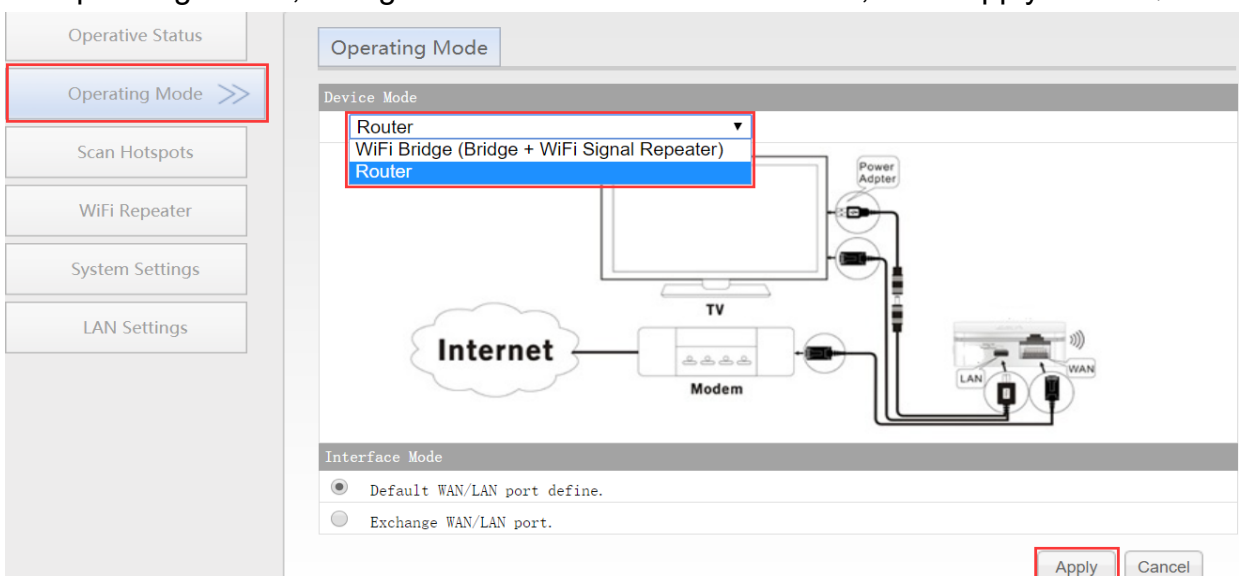 Operative Status
Operating Mode >>
Scan Hotspots
WiFi Repeater
System Settings
LAN Settings
Operating Mode
Device Mode
Router
WiFi Bridge (Bridge + WiFi Signal Repeater)
Router
Power
Adpter
TV
Internet
Modem
LAN
WAN
Interface Mode
Default WAN/LAN port define.
Exchange WAN/LAN port.
Apply
Cancel